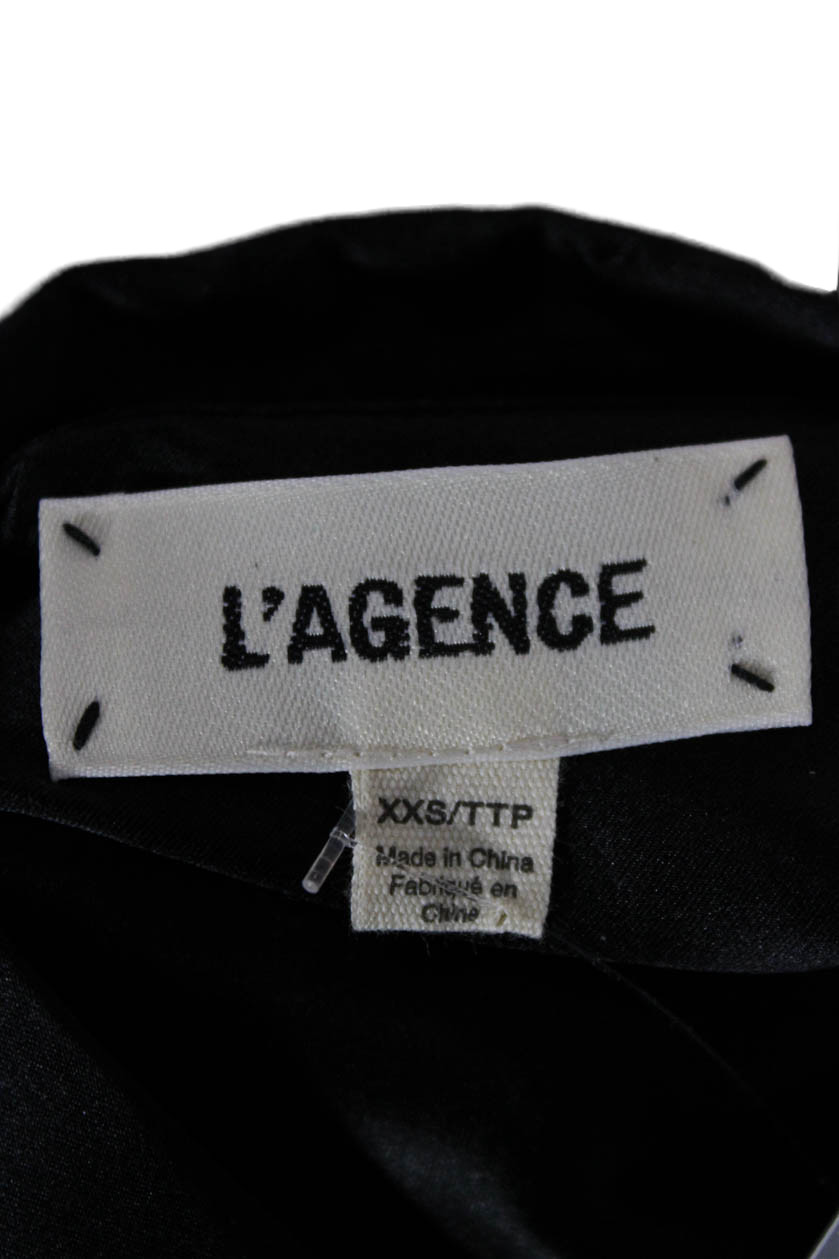 L'AGENCE
XXS/TTP
Made in China
Fabriqué en
Chine